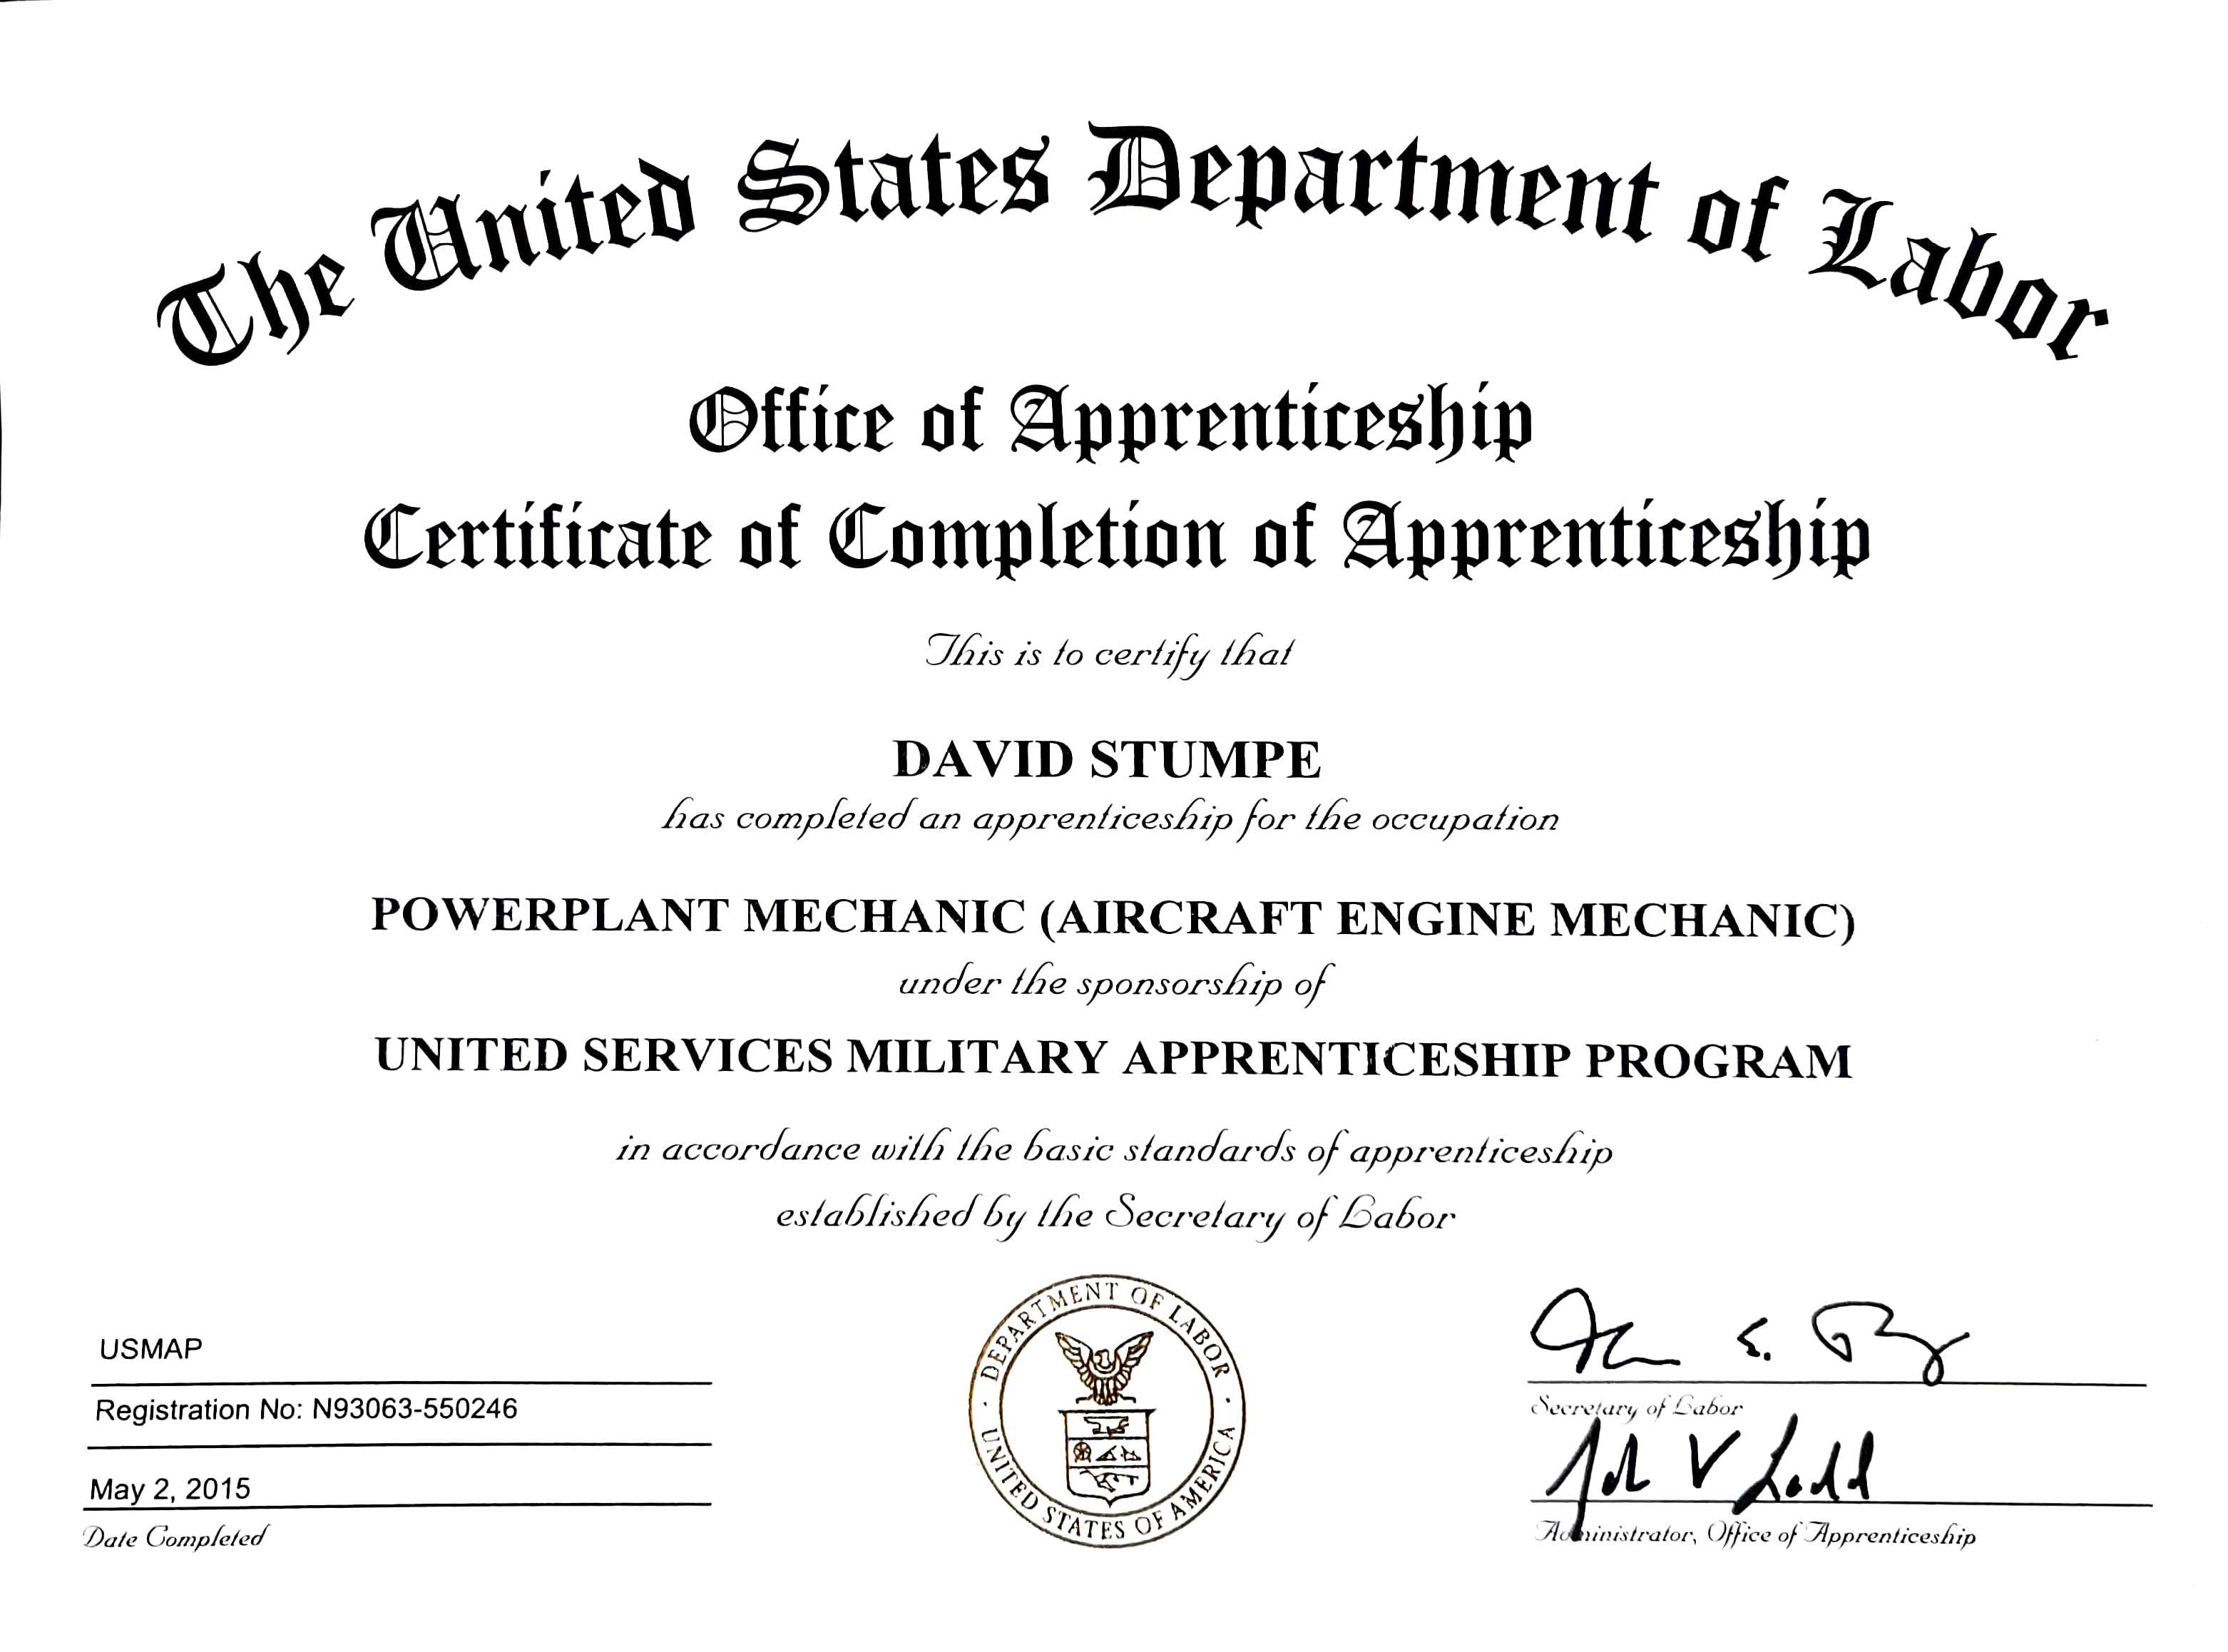 The United States Department of Labor
Office of Apprenticeship
Certificate of Completion of Apprenticeship
This is to certify that
DAVID STUMPE
has completed an apprenticeship for the occupation
POWERPLANT MECHANIC (AIRCRAFT ENGINE MECHANIC)
under the sponsorship of
UNITED SERVICES MILITARY APPRENTICESHIP PROGRAM
in accordance with the basic standards of apprenticeship
established by the Secretary of Labor
USMAP
Registration No: N93063-550246
May 2, 2015
Date Completed
DEPARTMENT OF LABOR
UNITED STATES OF AMERICA
Secretary of Labor
John V Ladd
Administrator, Office of Apprenticeship